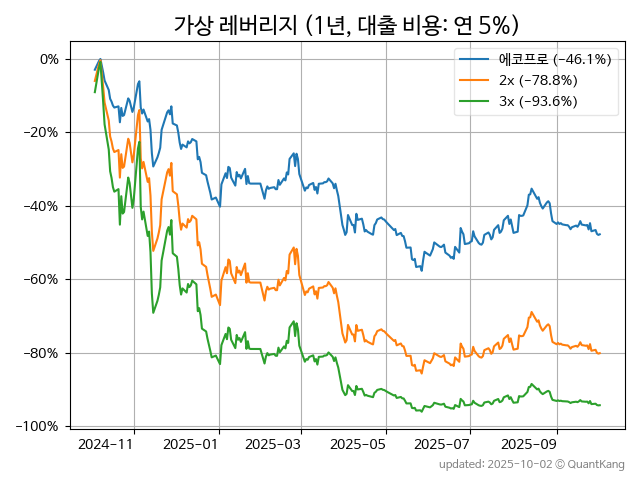 가상 레버리지 (1년, 대출 비용: 연 5%)
에코프로 (−46.1%)
2x (−78.8%)
3x (−93.6%)
0%
−20%
−40%
−60%
−80%
−100%
2024-11
2025-01
2025-03
2025-05
2025-07
2025-09
updated: 2025-10-02 © QuantKang